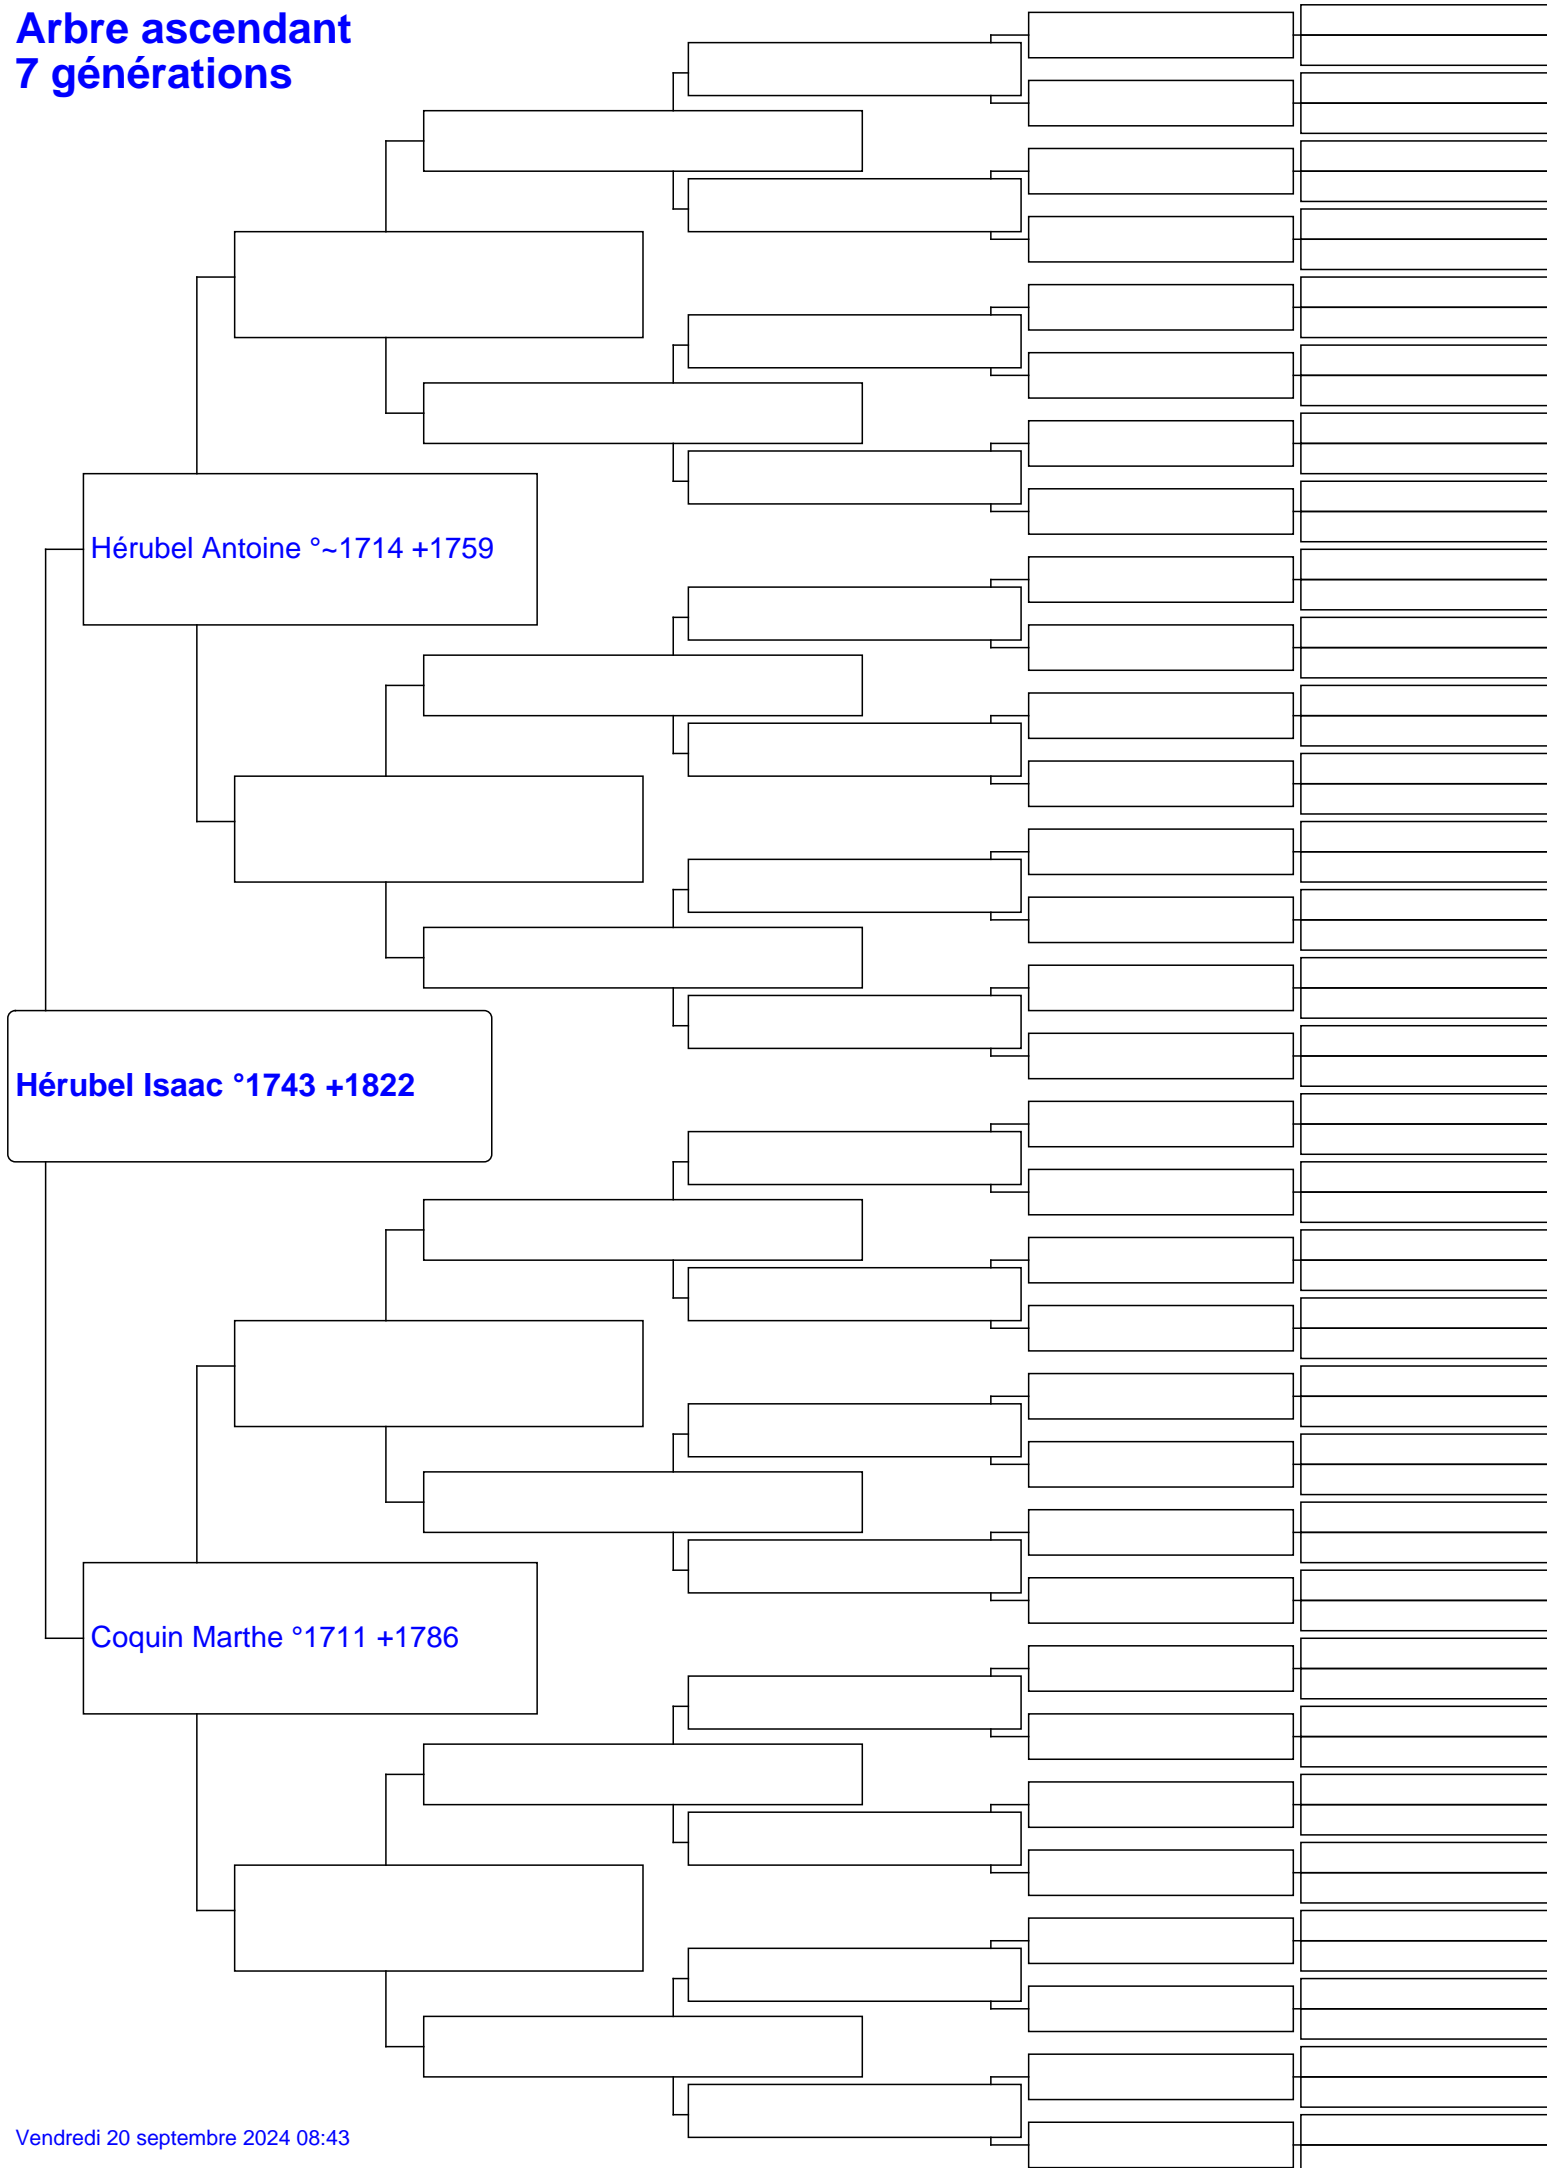 Arbre ascendant
7 générations
Hérubel Antoine °~1714 +1759
Hérubel Isaac °1743 +1822
Coquin Marthe °1711 +1786
Vendredi 20 septembre 2024 08:43